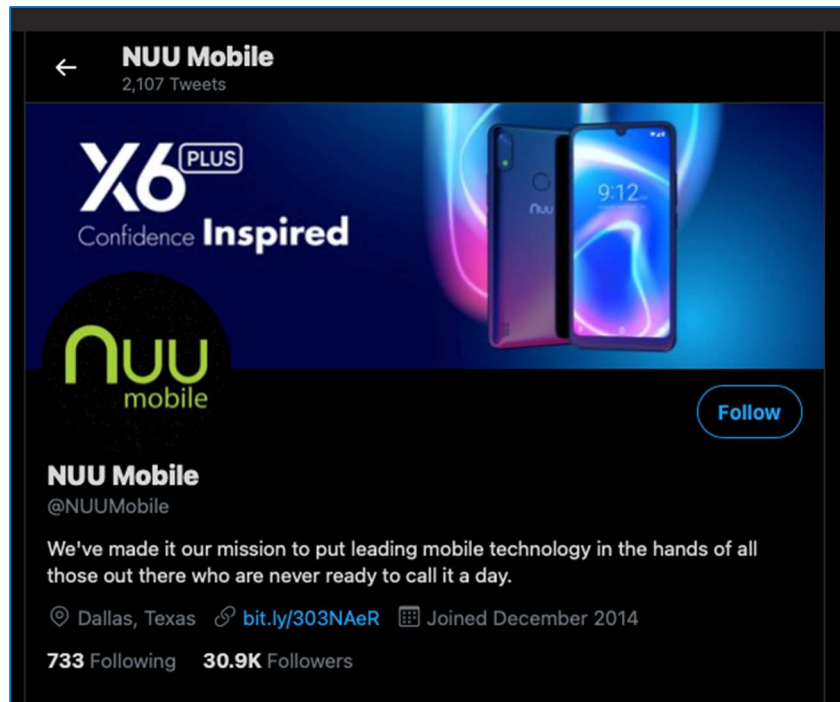 NUU Mobile
2,107 Tweets
X6 PLUS
Confidence Inspired
nuu
9:12
nuu
mobile
Follow
NUU Mobile
@NUUMobile
We've made it our mission to put leading mobile technology in the hands of all
those out there who are never ready to call it a day.
Dallas, Texas bit.ly/303NAeR Joined December 2014
733 Following 30.9K Followers